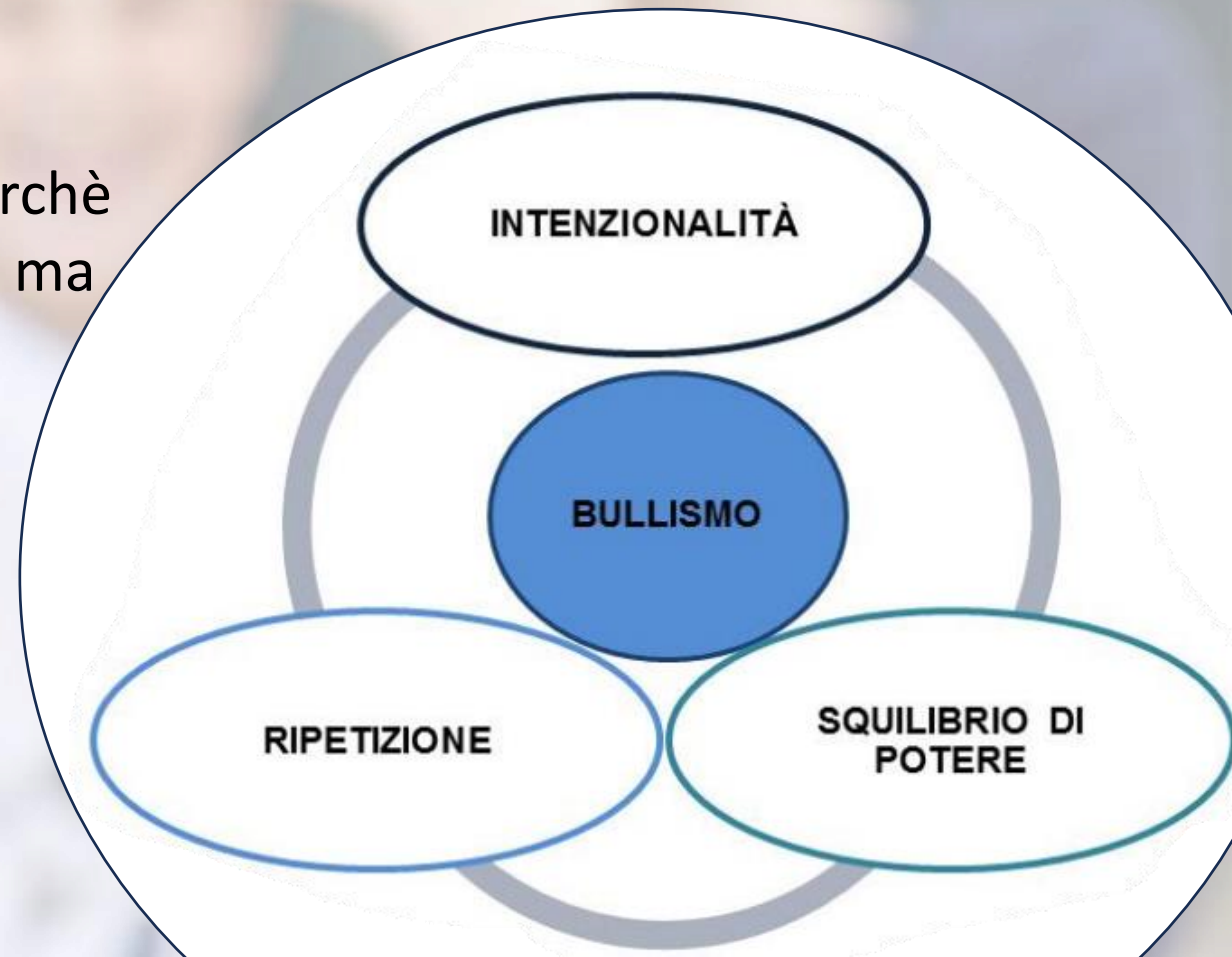 rchè
ma
INTENZIONALITÀ
BULLISMO
RIPETIZIONE
SQUILIBRIO DI
POTERE